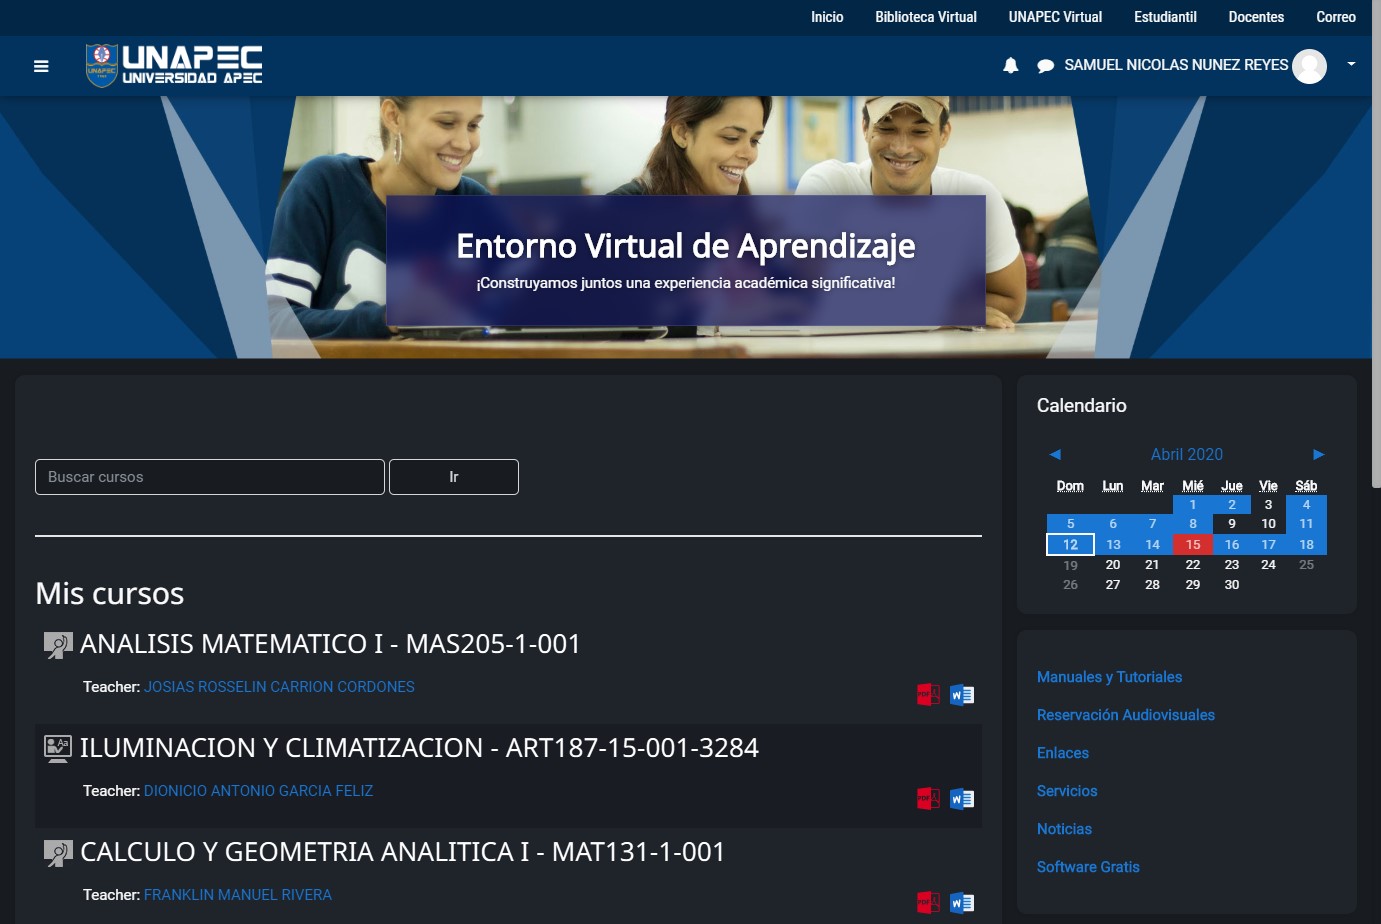 Inicio Biblioteca Virtual UNAPEC Virtual Estudiantil Docentes Correo
UNAPEC
UNIVERSIDAD APEC
SAMUEL NICOLAS NUNEZ REYES
Entorno Virtual de Aprendizaje
¡Construyamos juntos una experiencia académica significativa!
Buscar cursos
Ir
Mis cursos
ANALISIS MATEMATICO I - MAS205-1-001
Teacher: JOSIAS ROSSELIN CARRION CORDONES
ILUMINACION Y CLIMATIZACION - ART187-15-001-3284
Teacher: DIONICIO ANTONIO GARCIA FELIZ
CALCULO Y GEOMETRIA ANALITICA I - MAT131-1-001
Teacher: FRANKLIN MANUEL RIVERA
Calendario
◄ Abril 2020 ►
Dom Lun Mar Mié Jue Vie Sáb
1 2 3 4
5 6 7 8 9 10 11
12 13 14 15 16 17 18
19 20 21 22 23 24 25
26 27 28 29 30
Manuales y Tutoriales
Reservación Audiovisuales
Enlaces
Servicios
Noticias
Software Gratis